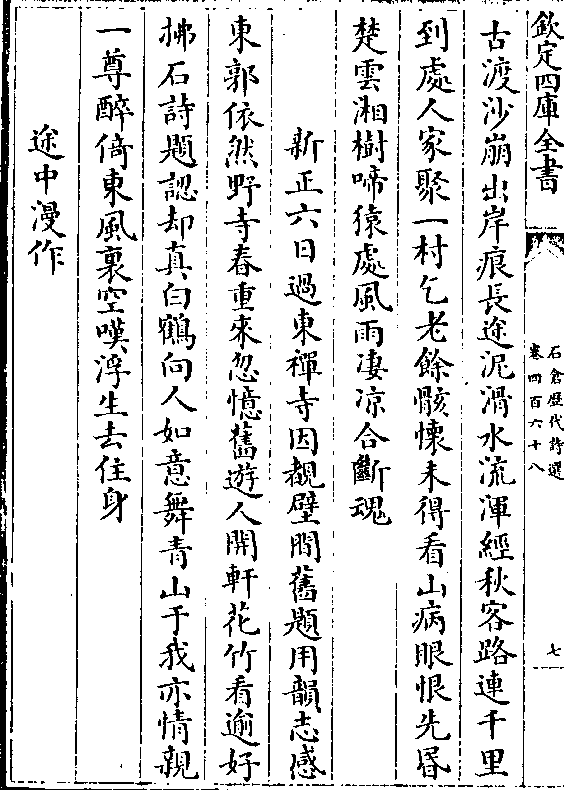 欽定四庫全書
石倉歷代詩選
卷四百六十八
七
古渡沙崩出岸痕長途泥滑水流渾經秋客路連千里
到處人家聚一村乞老餘骸懷未得看山病眼恨先昏
楚雲湘樹啼猿處風雨凄凉合斷魂
新正六日過東禪寺因觀壁間舊題用韻志感
東郭依然野寺春重來忽憶舊遊人開軒花竹看逾好
拂石詩題認却真白鶴向人如意舞青山于我亦情親
一尊醉倚東風裏空嘆浮生去住身
途中漫作